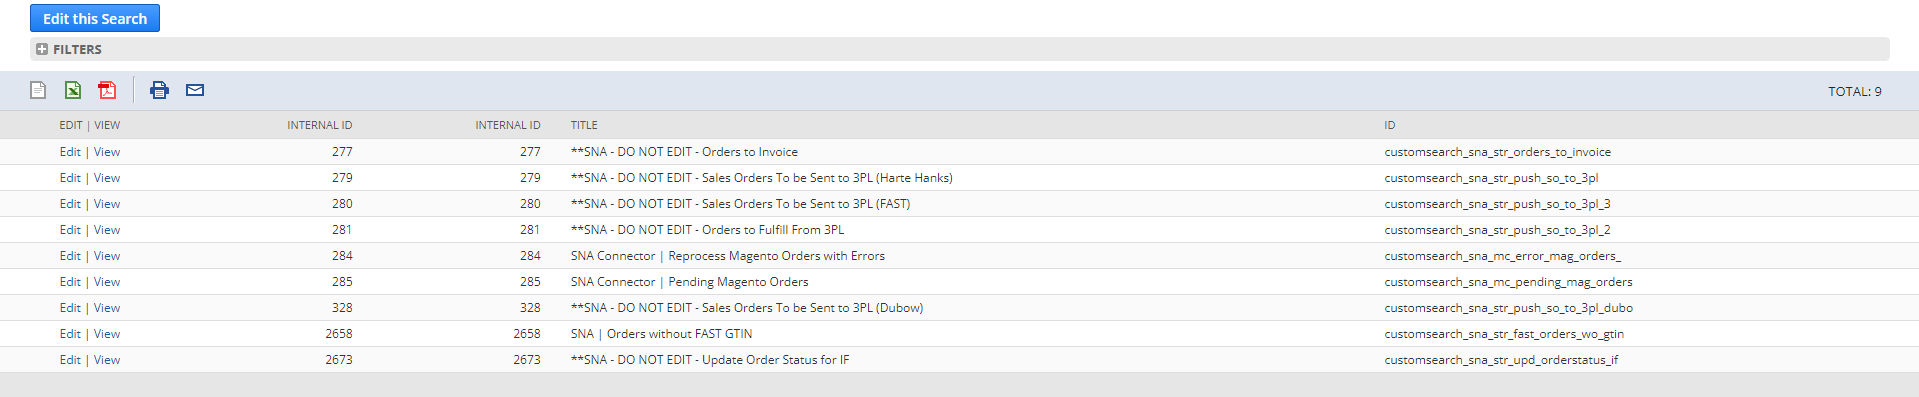 Edit this Search
FILTERS
TOTAL: 9
EDIT | VIEW INTERNAL ID INTERNAL ID TITLE ID
Edit | View 277 277 **SNA - DO NOT EDIT - Orders to Invoice customsearch_sna_str_orders_to_invoice
Edit | View 279 279 **SNA - DO NOT EDIT - Sales Orders To be Sent to 3PL (Harte Hanks) customsearch_sna_str_push_so_to_3pl
Edit | View 280 280 **SNA - DO NOT EDIT - Sales Orders To be Sent to 3PL (FAST) customsearch_sna_str_push_so_to_3pl_3
Edit | View 281 281 **SNA - DO NOT EDIT - Orders to Fulfill From 3PL customsearch_sna_str_push_so_to_3pl_2
Edit | View 284 284 SNA Connector | Reprocess Magento Orders with Errors customsearch_sna_mc_error_mag_orders_
Edit | View 285 285 SNA Connector | Pending Magento Orders customsearch_sna_mc_pending_mag_orders
Edit | View 328 328 **SNA - DO NOT EDIT - Sales Orders To be Sent to 3PL (Dubow) customsearch_sna_str_push_so_to_3pl_dubo
Edit | View 2658 2658 SNA | Orders without FAST GTIN customsearch_sna_str_fast_orders_wo_gtin
Edit | View 2673 2673 **SNA - DO NOT EDIT - Update Order Status for IF customsearch_sna_str_upd_orderstatus_if